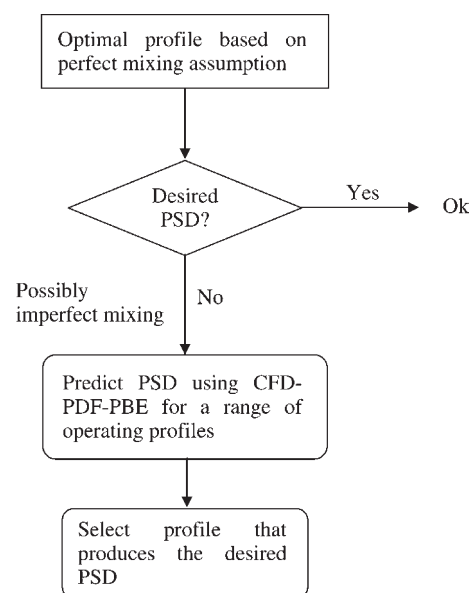 Optimal profile based on
perfect mixing assumption
Desired
PSD?
Yes
Ok
Possibly
imperfect mixing
No
Predict PSD using CFD-
PDF-PBE for a range of
operating profiles
Select profile that
produces the desired
PSD